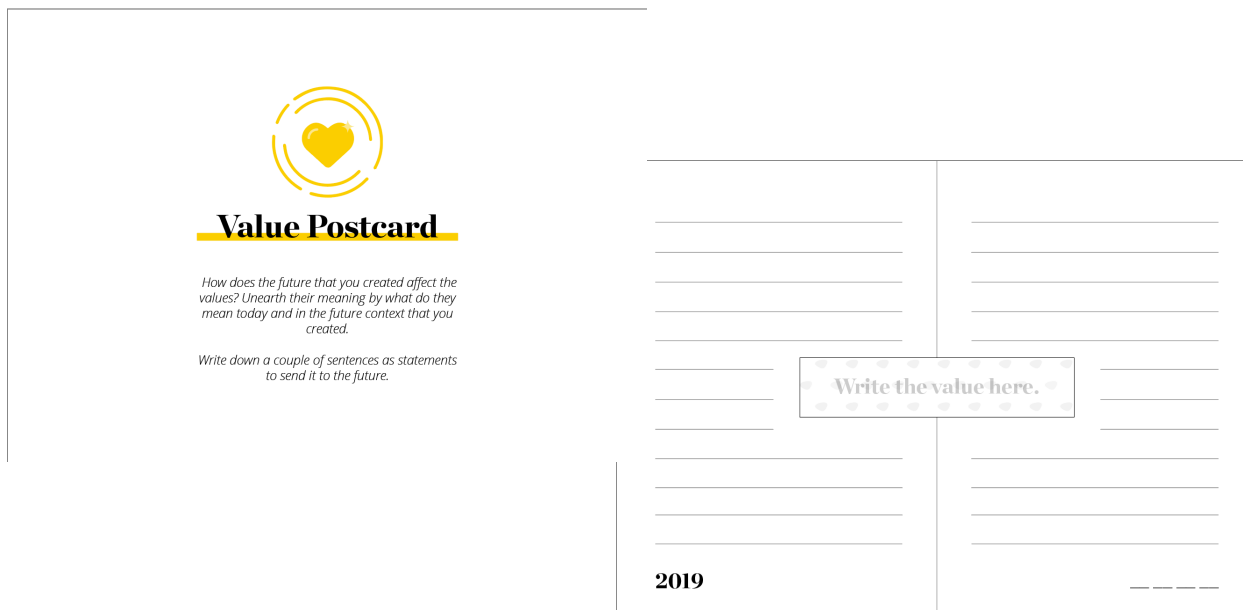 Value Postcard
How does the future that you created affect the
values? Unearth their meaning by what do they
mean today and in the future context that you
created.
Write down a couple of sentences as statements
to send it to the future.
Write the value here.
2019